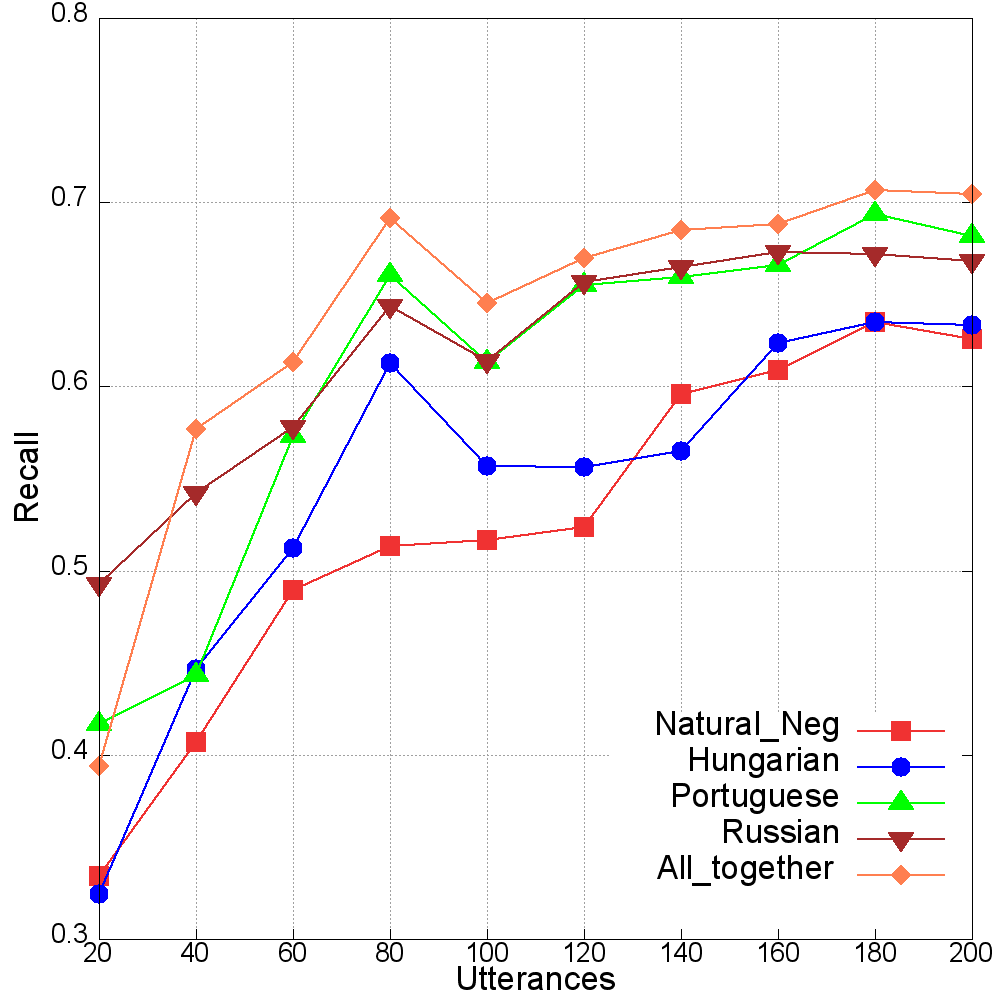 0.8
0.7
0.6
0.5
0.4
0.3
Recall
Natural_Neg
Hungarian
Portuguese
Russian
All_together
20 40 60 80 100 120 140 160 180 200
Utterances